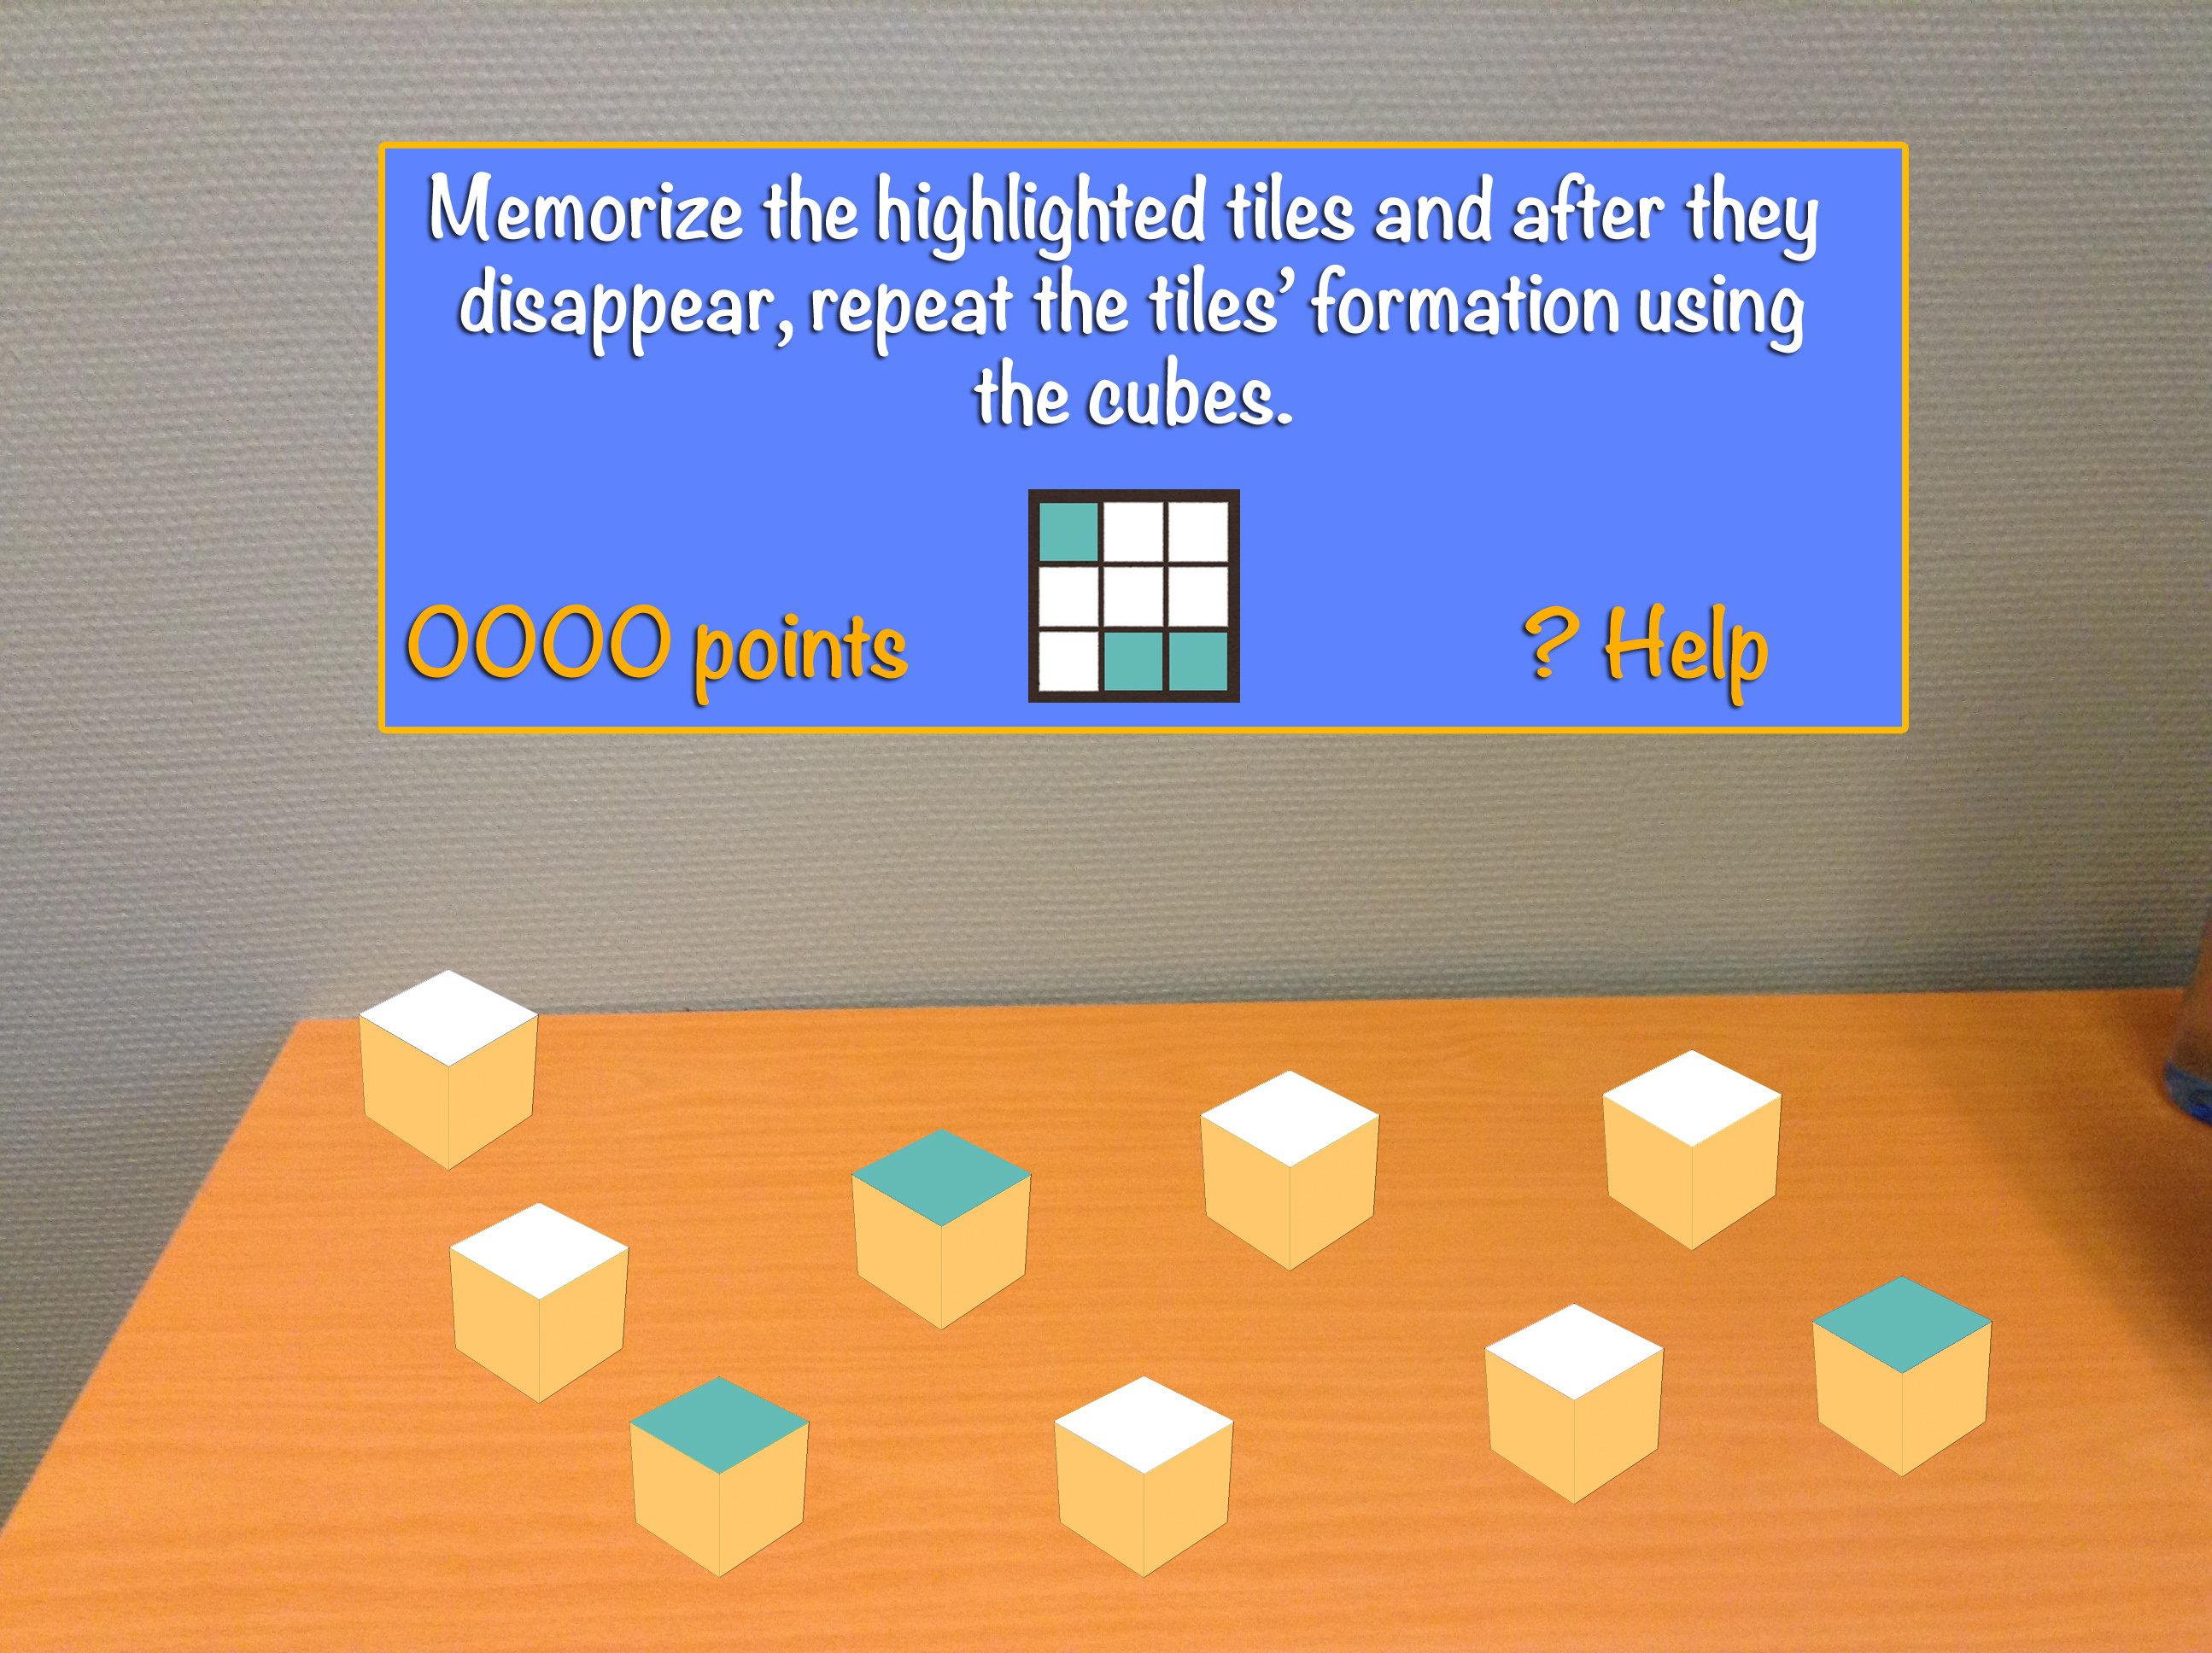 Memorize the highlighted tiles and after they
disappear, repeat the tiles’ formation using
the cubes.
0000 points
? Help